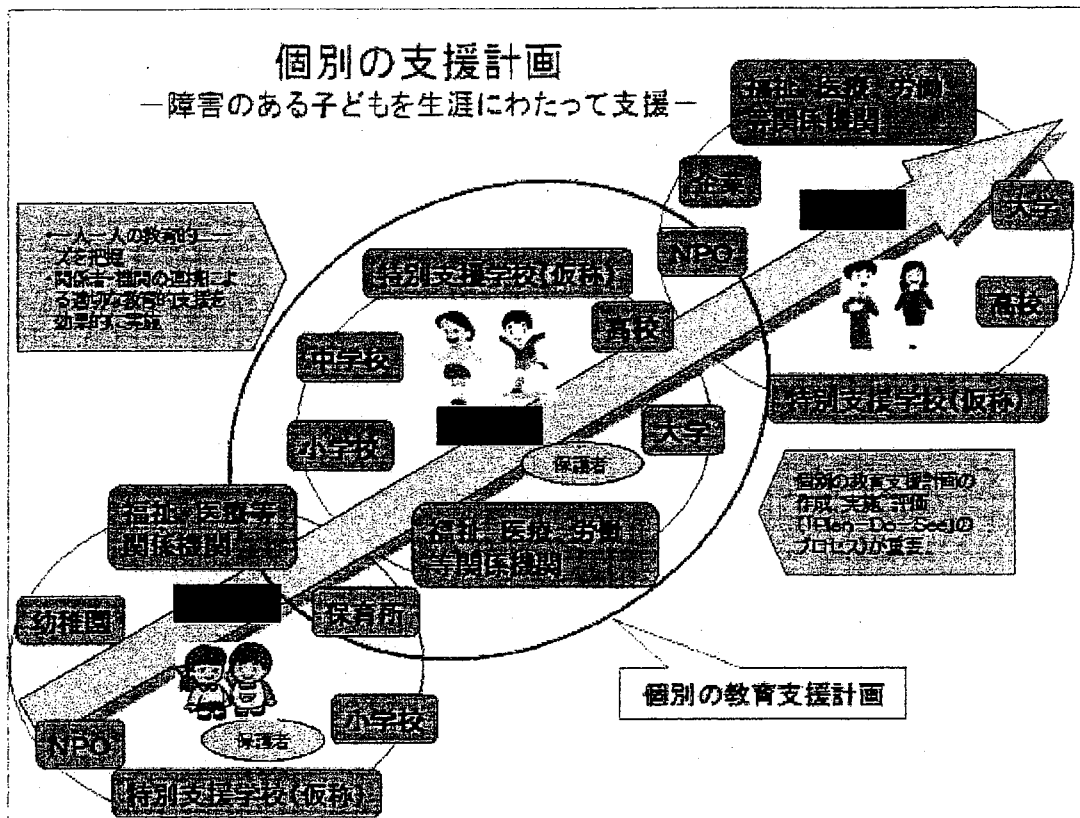 個別の支援計画
－障害のある子どもを生涯にわたって支援－
福祉、医療、労働
等関係機関
企業
大学
NPO
高校
特別支援学校(仮称)
一人一人の教育的ニー
ズを把握
関係者・機関の連携によ
る適切な教育的支援を
効果的に実施
特別支援学校(仮称)
高校
中学校
小学校
大学
保護者
福祉、医療、労働
等関係機関
個別の教育支援計画の
作成、実施、評価
(「Plan－Do－See」の
プロセス)が重要
福祉、医療等
関係機関
幼稚園
保育所
小学校
NPO
保護者
特別支援学校(仮称)
個別の教育支援計画